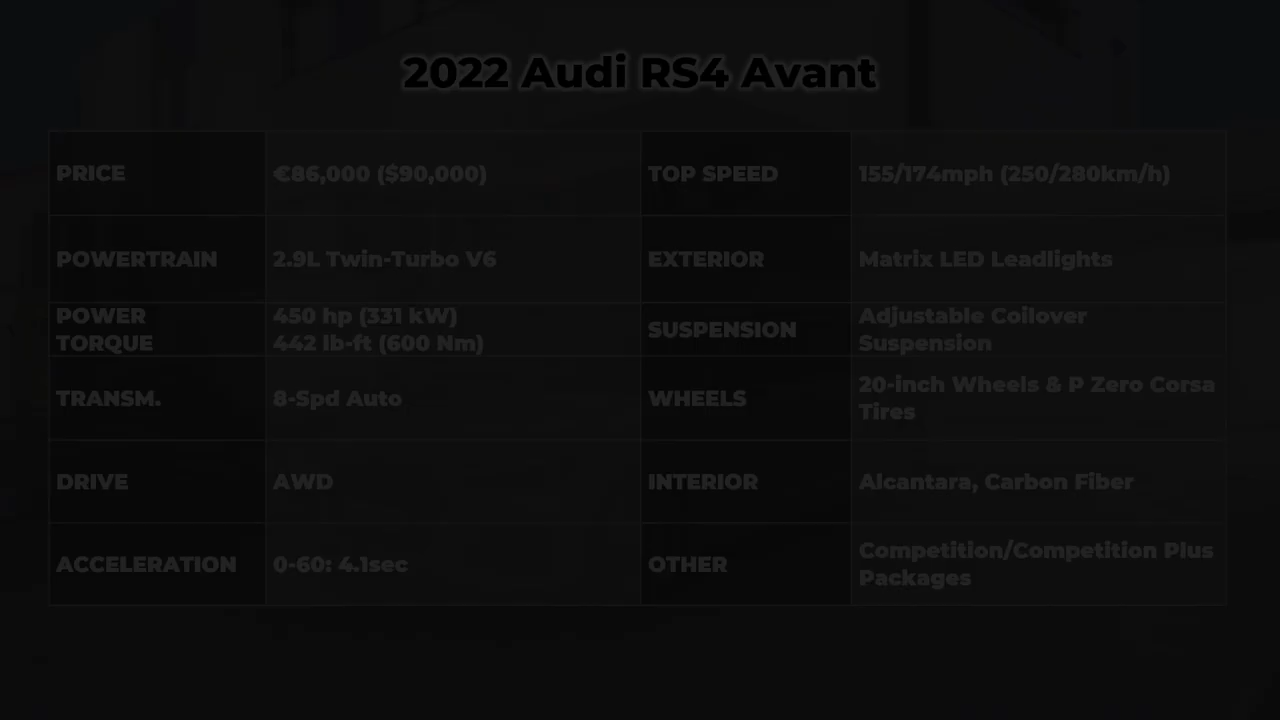 2022 Audi RS4 Avant
PRICE
€86,000 ($90,000)
TOP SPEED
155/174mph (250/280km/h)
POWERTRAIN
2.9L Twin-Turbo V6
EXTERIOR
Matrix LED Leadlights
POWER
TORQUE
450 hp (331 kW)
442 lb-ft (600 Nm)
SUSPENSION
Adjustable Coilover
Suspension
TRANSM.
8-Spd Auto
WHEELS
20-inch Wheels & P Zero Corsa
Tires
DRIVE
AWD
INTERIOR
Alcantara, Carbon Fiber
ACCELERATION
0-60: 4.1sec
OTHER
Competition/Competition Plus
Packages